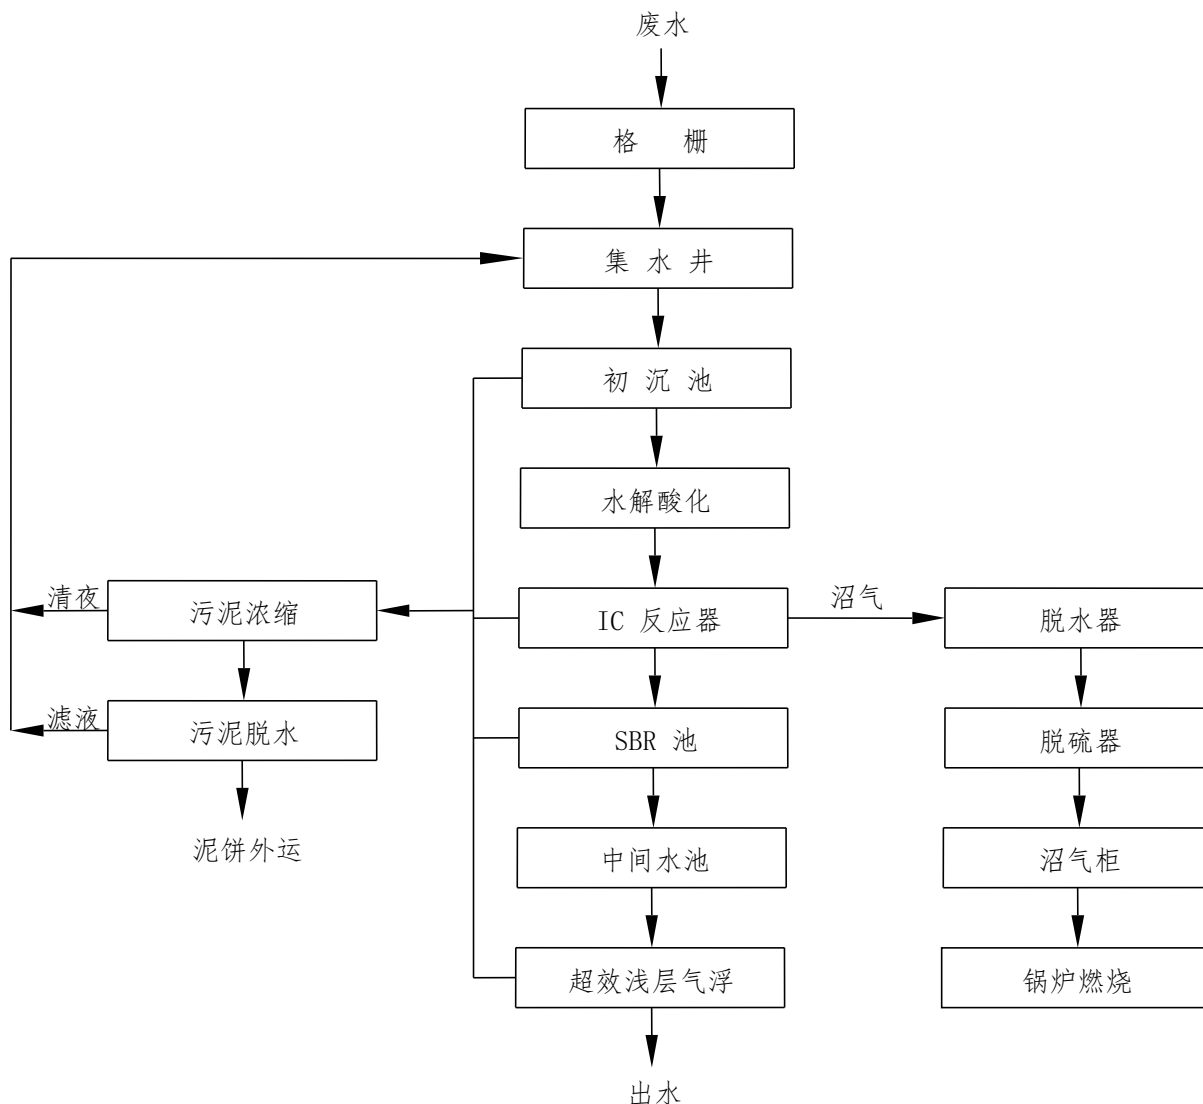 废水
格 栅
集 水 井
初 沉 池
水解酸化
清夜
污泥浓缩
IC 反应器
沼气
脱水器
滤液
污泥脱水
SBR 池
脱硫器
泥饼外运
中间水池
沼气柜
超效浅层气浮
锅炉燃烧
出水